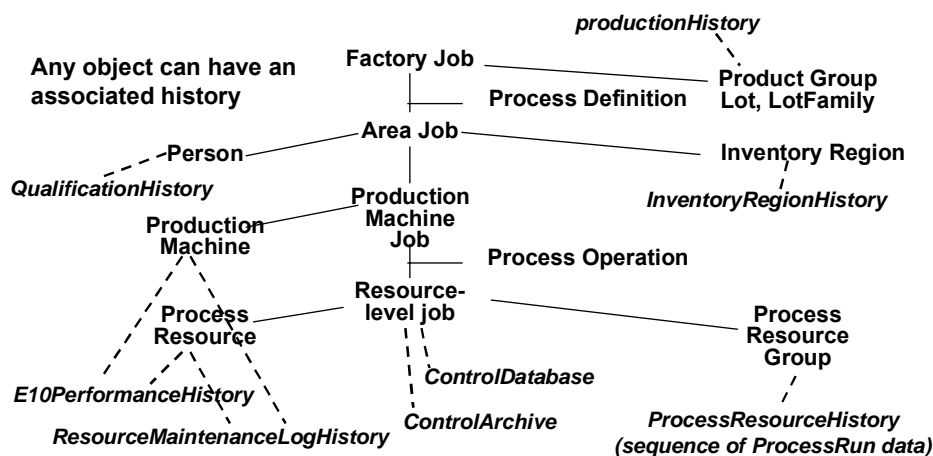 productionHistory
Factory Job
Any object can have an
associated history
Product Group
Lot, LotFamily
Process Definition
Area Job
Person
Inventory Region
QualificationHistory
InventoryRegionHistory
Production
Machine
Job
Production
Machine
Process Operation
Resource-
level job
Process
Resource
Process
Resource
Group
E10PerformanceHistory
ControlDatabase
ControlArchive
ResourceMaintenanceLogHistory
ProcessResourceHistory
(sequence of ProcessRun data)